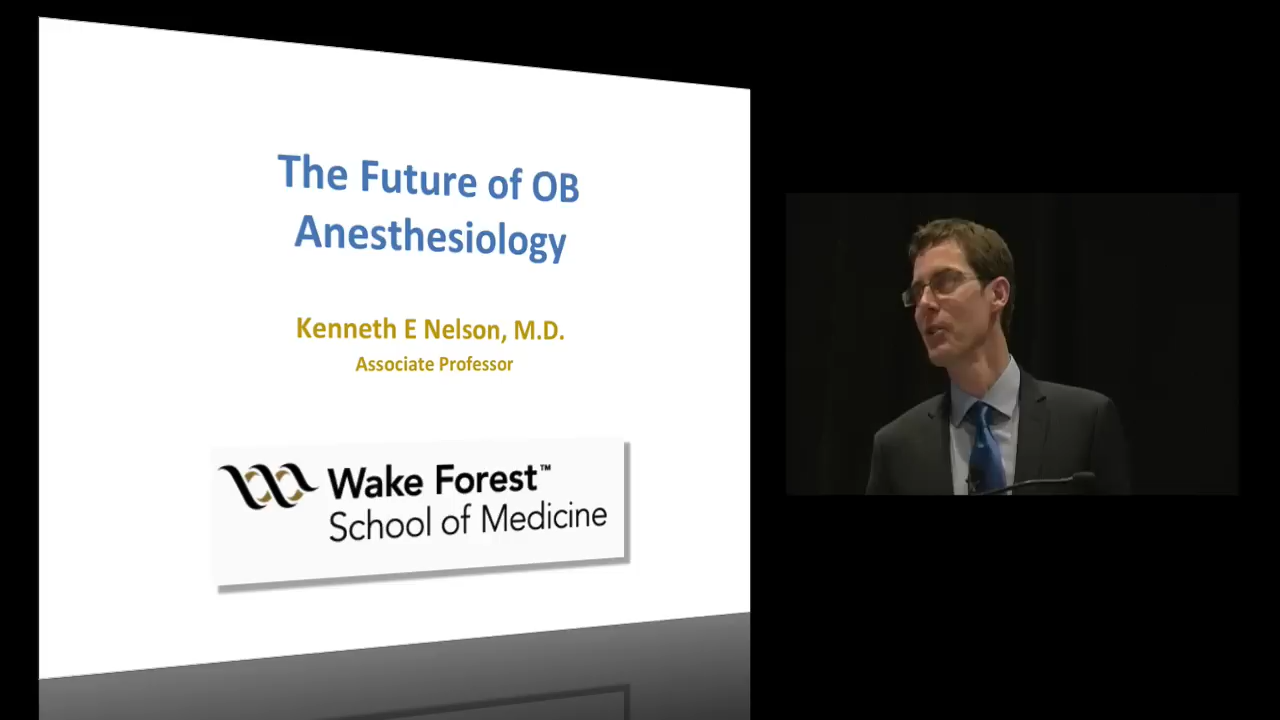 The Future of OB
Anesthesiology
Kenneth E Nelson, M.D.
Associate Professor
Wake Forest™
School of Medicine